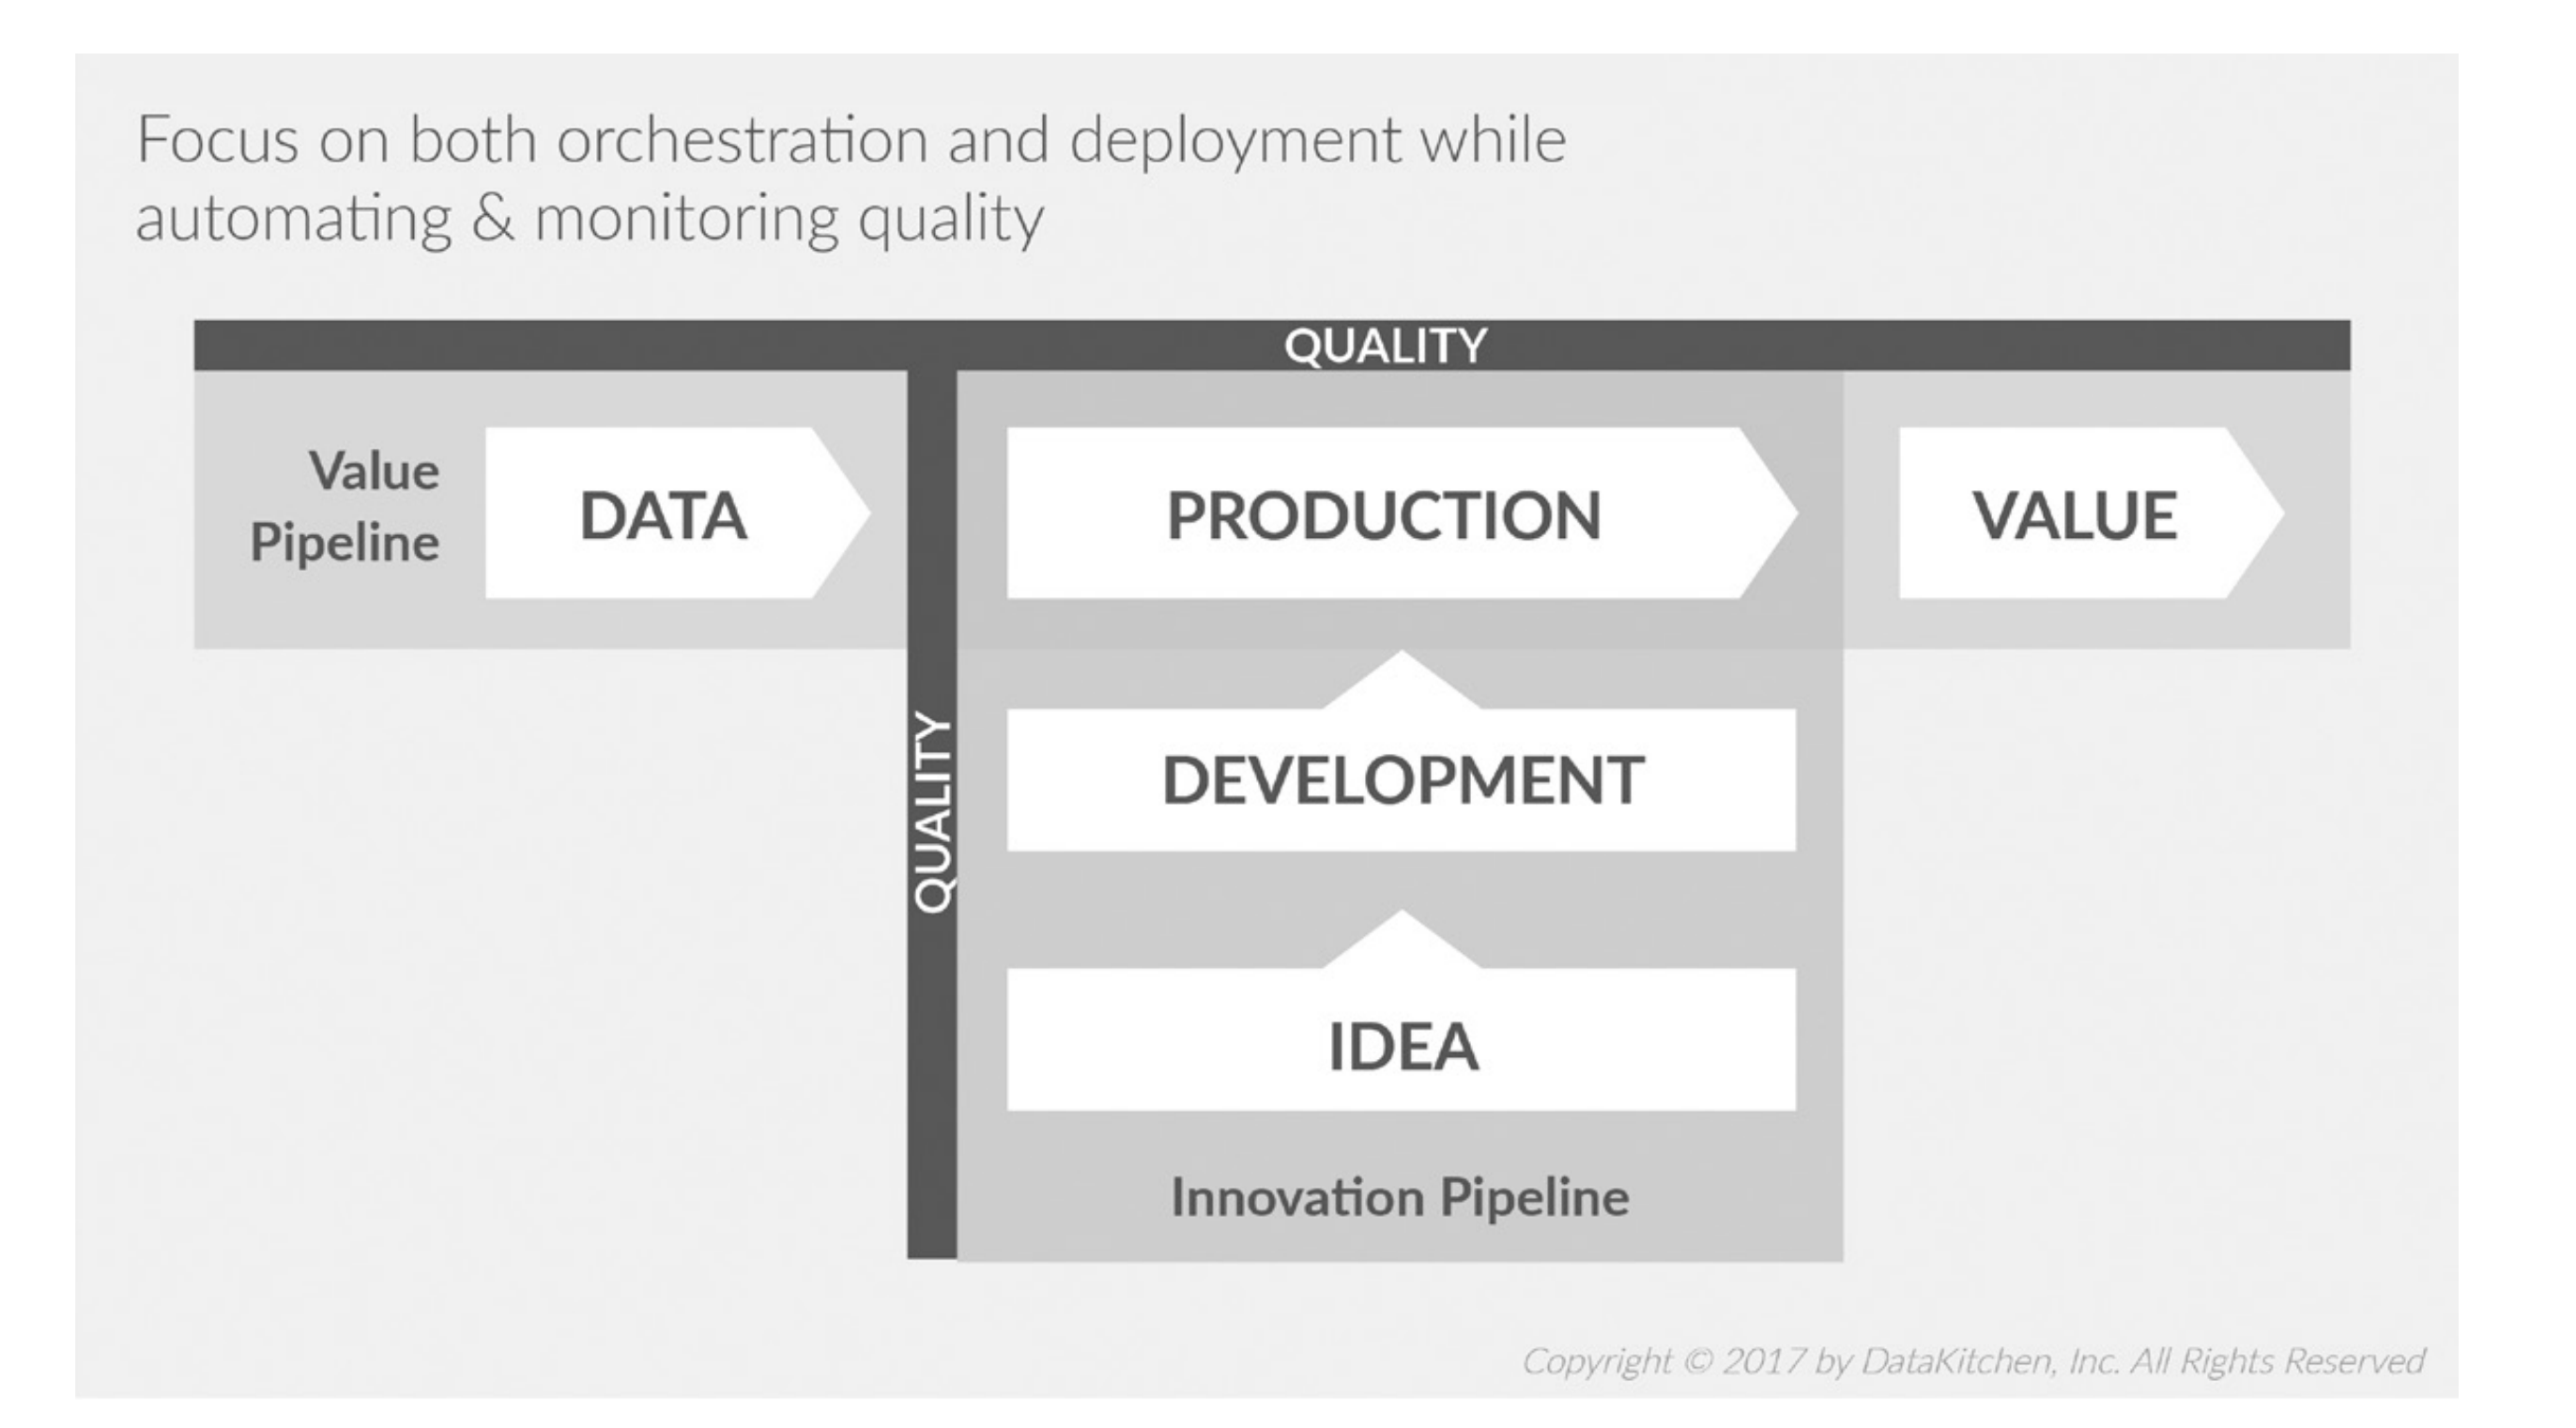 Focus on both orchestration and deployment while
automating & monitoring quality
QUALITY
Value
Pipeline
DATA
PRODUCTION
VALUE
QUALITY
DEVELOPMENT
IDEA
Innovation Pipeline
Copyright © 2017 by DataKitchen, Inc. All Rights Reserved